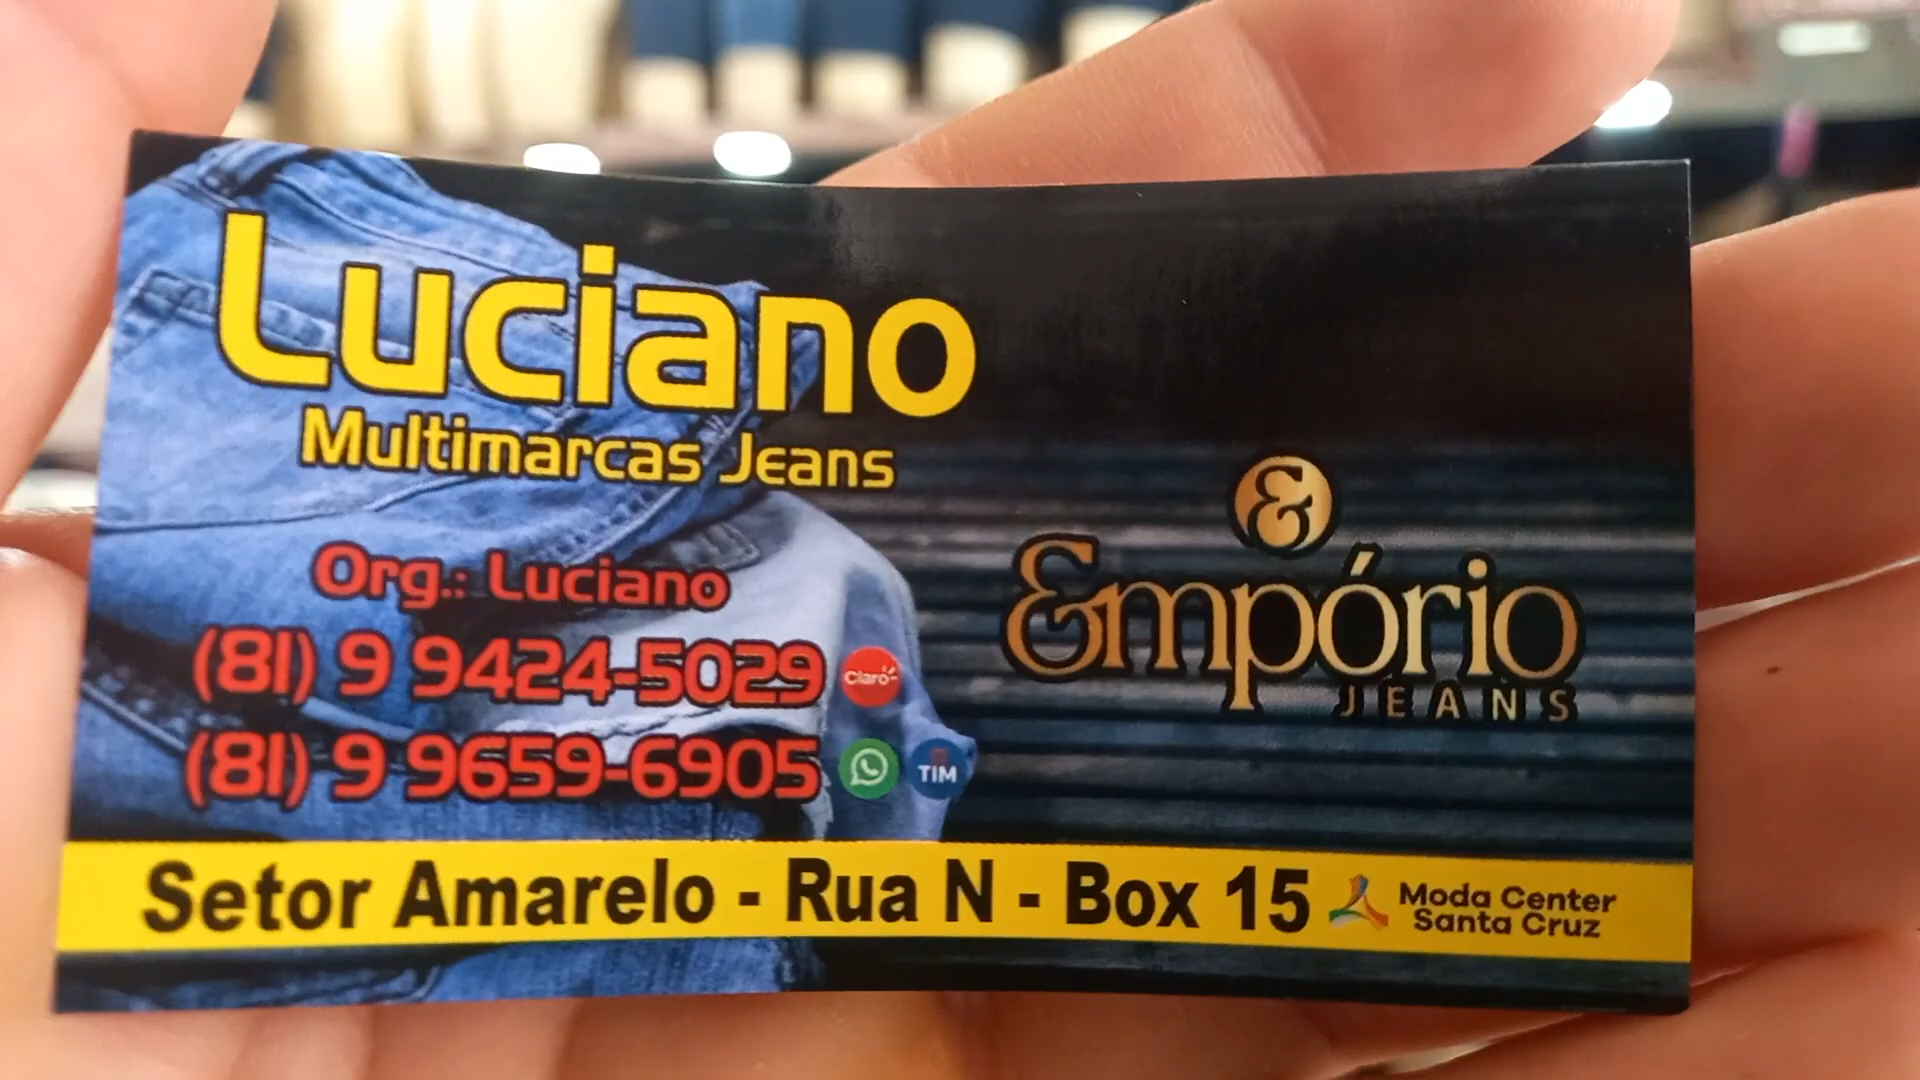 Luciano
Multimarcas Jeans
Org.: Luciano
(81) 9 9424-5029 Claro
(81) 9 9659-6905 TIM
&
Empório
JEANS
Setor Amarelo - Rua N - Box 15
Moda Center
Santa Cruz